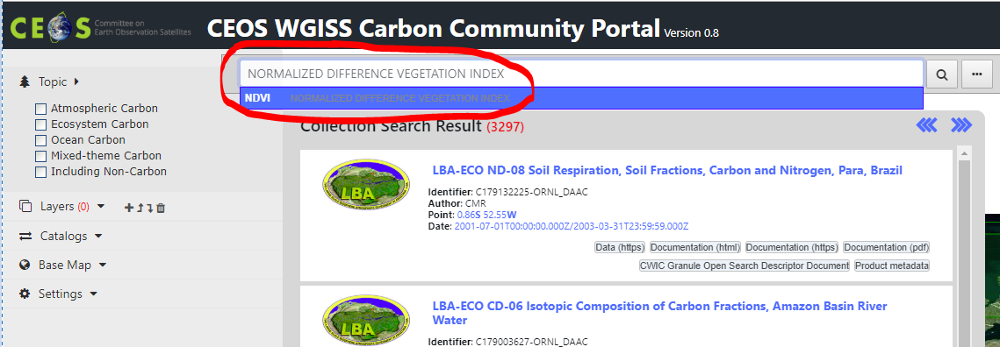 CEOS
Committee on
Earth Observation Satellites
CEOS WGISS Carbon Community Portal Version 0.8
NORMALIZED DIFFERENCE VEGETATION INDEX
NDVI NORMALIZED DIFFERENCE VEGETATION INDEX
Topic
Atmospheric Carbon
Ecosystem Carbon
Ocean Carbon
Mixed-theme Carbon
Including Non-Carbon
Layers (0)
Catalogs
Base Map
Settings
Collection Search Result (3297)
LBA
LBA-ECO ND-08 Soil Respiration, Soil Fractions, Carbon and Nitrogen, Para, Brazil
Identifier: C179132225-ORNL_DAAC
Author: CMR
Point: 0.86S 52.55W
Date: 2001-07-01T00:00:00.000Z/2003-03-31T23:59:59.000Z
Data (https) Documentation (html) Documentation (https) Documentation (pdf)
CWIC Granule Open Search Descriptor Document Product metadata
LBA
LBA-ECO CD-06 Isotopic Composition of Carbon Fractions, Amazon Basin River
Water
Identifier: C179003627-ORNL_DAAC